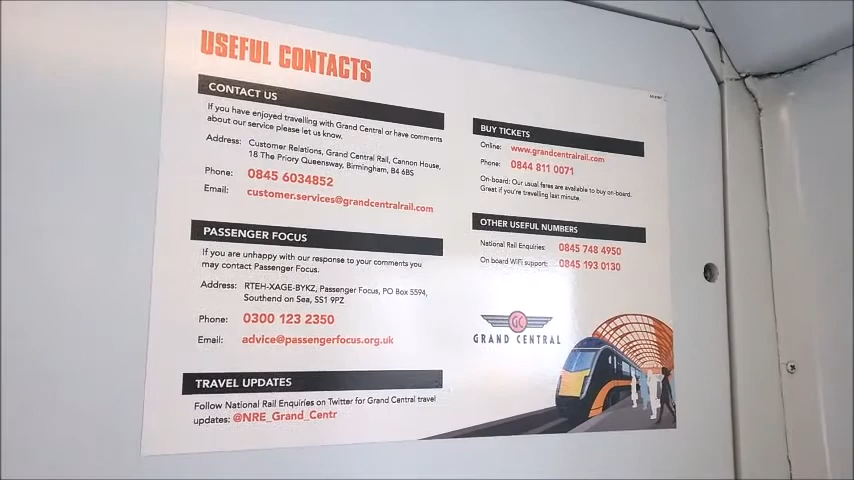 USEFUL CONTACTS
CONTACT US
If you have enjoyed travelling with Grand Central or have comments
about our service please let us know.
Address: Customer Relations, Grand Central Rail, Cannon House,
18 The Priory Queensway, Birmingham, B4 6BS
Phone: 0845 6034852
Email: customer.services@grandcentralrail.com
PASSENGER FOCUS
If you are unhappy with our response to your comments you
may contact Passenger Focus.
Address: RTEH-XAGE-BYKZ, Passenger Focus, PO Box 5594,
Southend on Sea, SS1 9PZ
Phone: 0300 123 2350
Email: advice@passengerfocus.org.uk
TRAVEL UPDATES
Follow National Rail Enquiries on Twitter for Grand Central travel
updates: @NRE_Grand_Centr
BUY TICKETS
Online: www.grandcentralrail.com
Phone: 0844 811 0071
On-board: Our usual fares are available to buy on-board.
Great if you're travelling last minute.
OTHER USEFUL NUMBERS
National Rail Enquiries: 0845 748 4950
On board WiFi support: 0845 193 0130
GC
GRAND CENTRAL